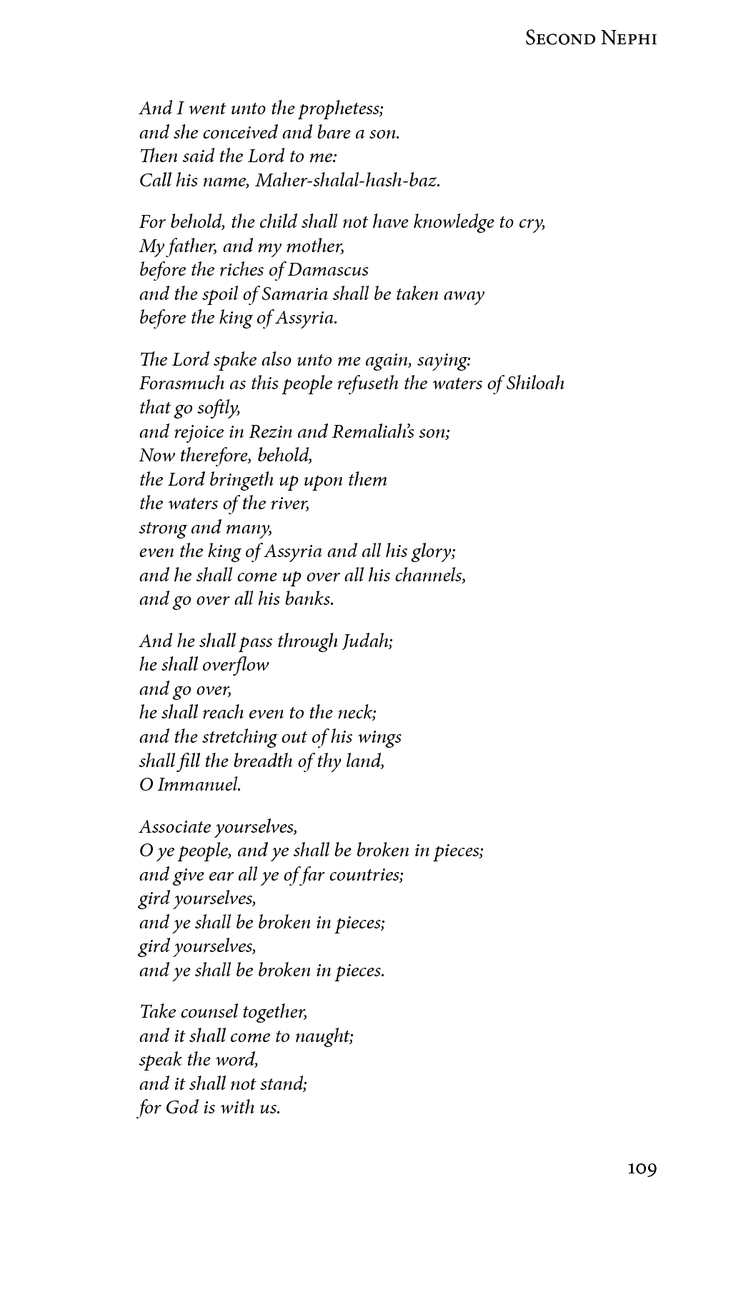 Second Nephi
And I went unto the prophetess;
and she conceived and bare a son.
Then said the Lord to me:
Call his name, Maher-shalal-hash-baz.
For behold, the child shall not have knowledge to cry,
My father, and my mother,
before the riches of Damascus
and the spoil of Samaria shall be taken away
before the king of Assyria.
The Lord spake also unto me again, saying:
Forasmuch as this people refuseth the waters of Shiloah
that go softly,
and rejoice in Rezin and Remaliah’s son;
Now therefore, behold,
the Lord bringeth up upon them
the waters of the river,
strong and many,
even the king of Assyria and all his glory;
and he shall come up over all his channels,
and go over all his banks.
And he shall pass through Judah;
he shall overflow
and go over,
he shall reach even to the neck;
and the stretching out of his wings
shall fill the breadth of thy land,
O Immanuel.
Associate yourselves,
O ye people, and ye shall be broken in pieces;
and give ear all ye of far countries;
gird yourselves,
and ye shall be broken in pieces;
gird yourselves,
and ye shall be broken in pieces.
Take counsel together,
and it shall come to naught;
speak the word,
and it shall not stand;
for God is with us.
109